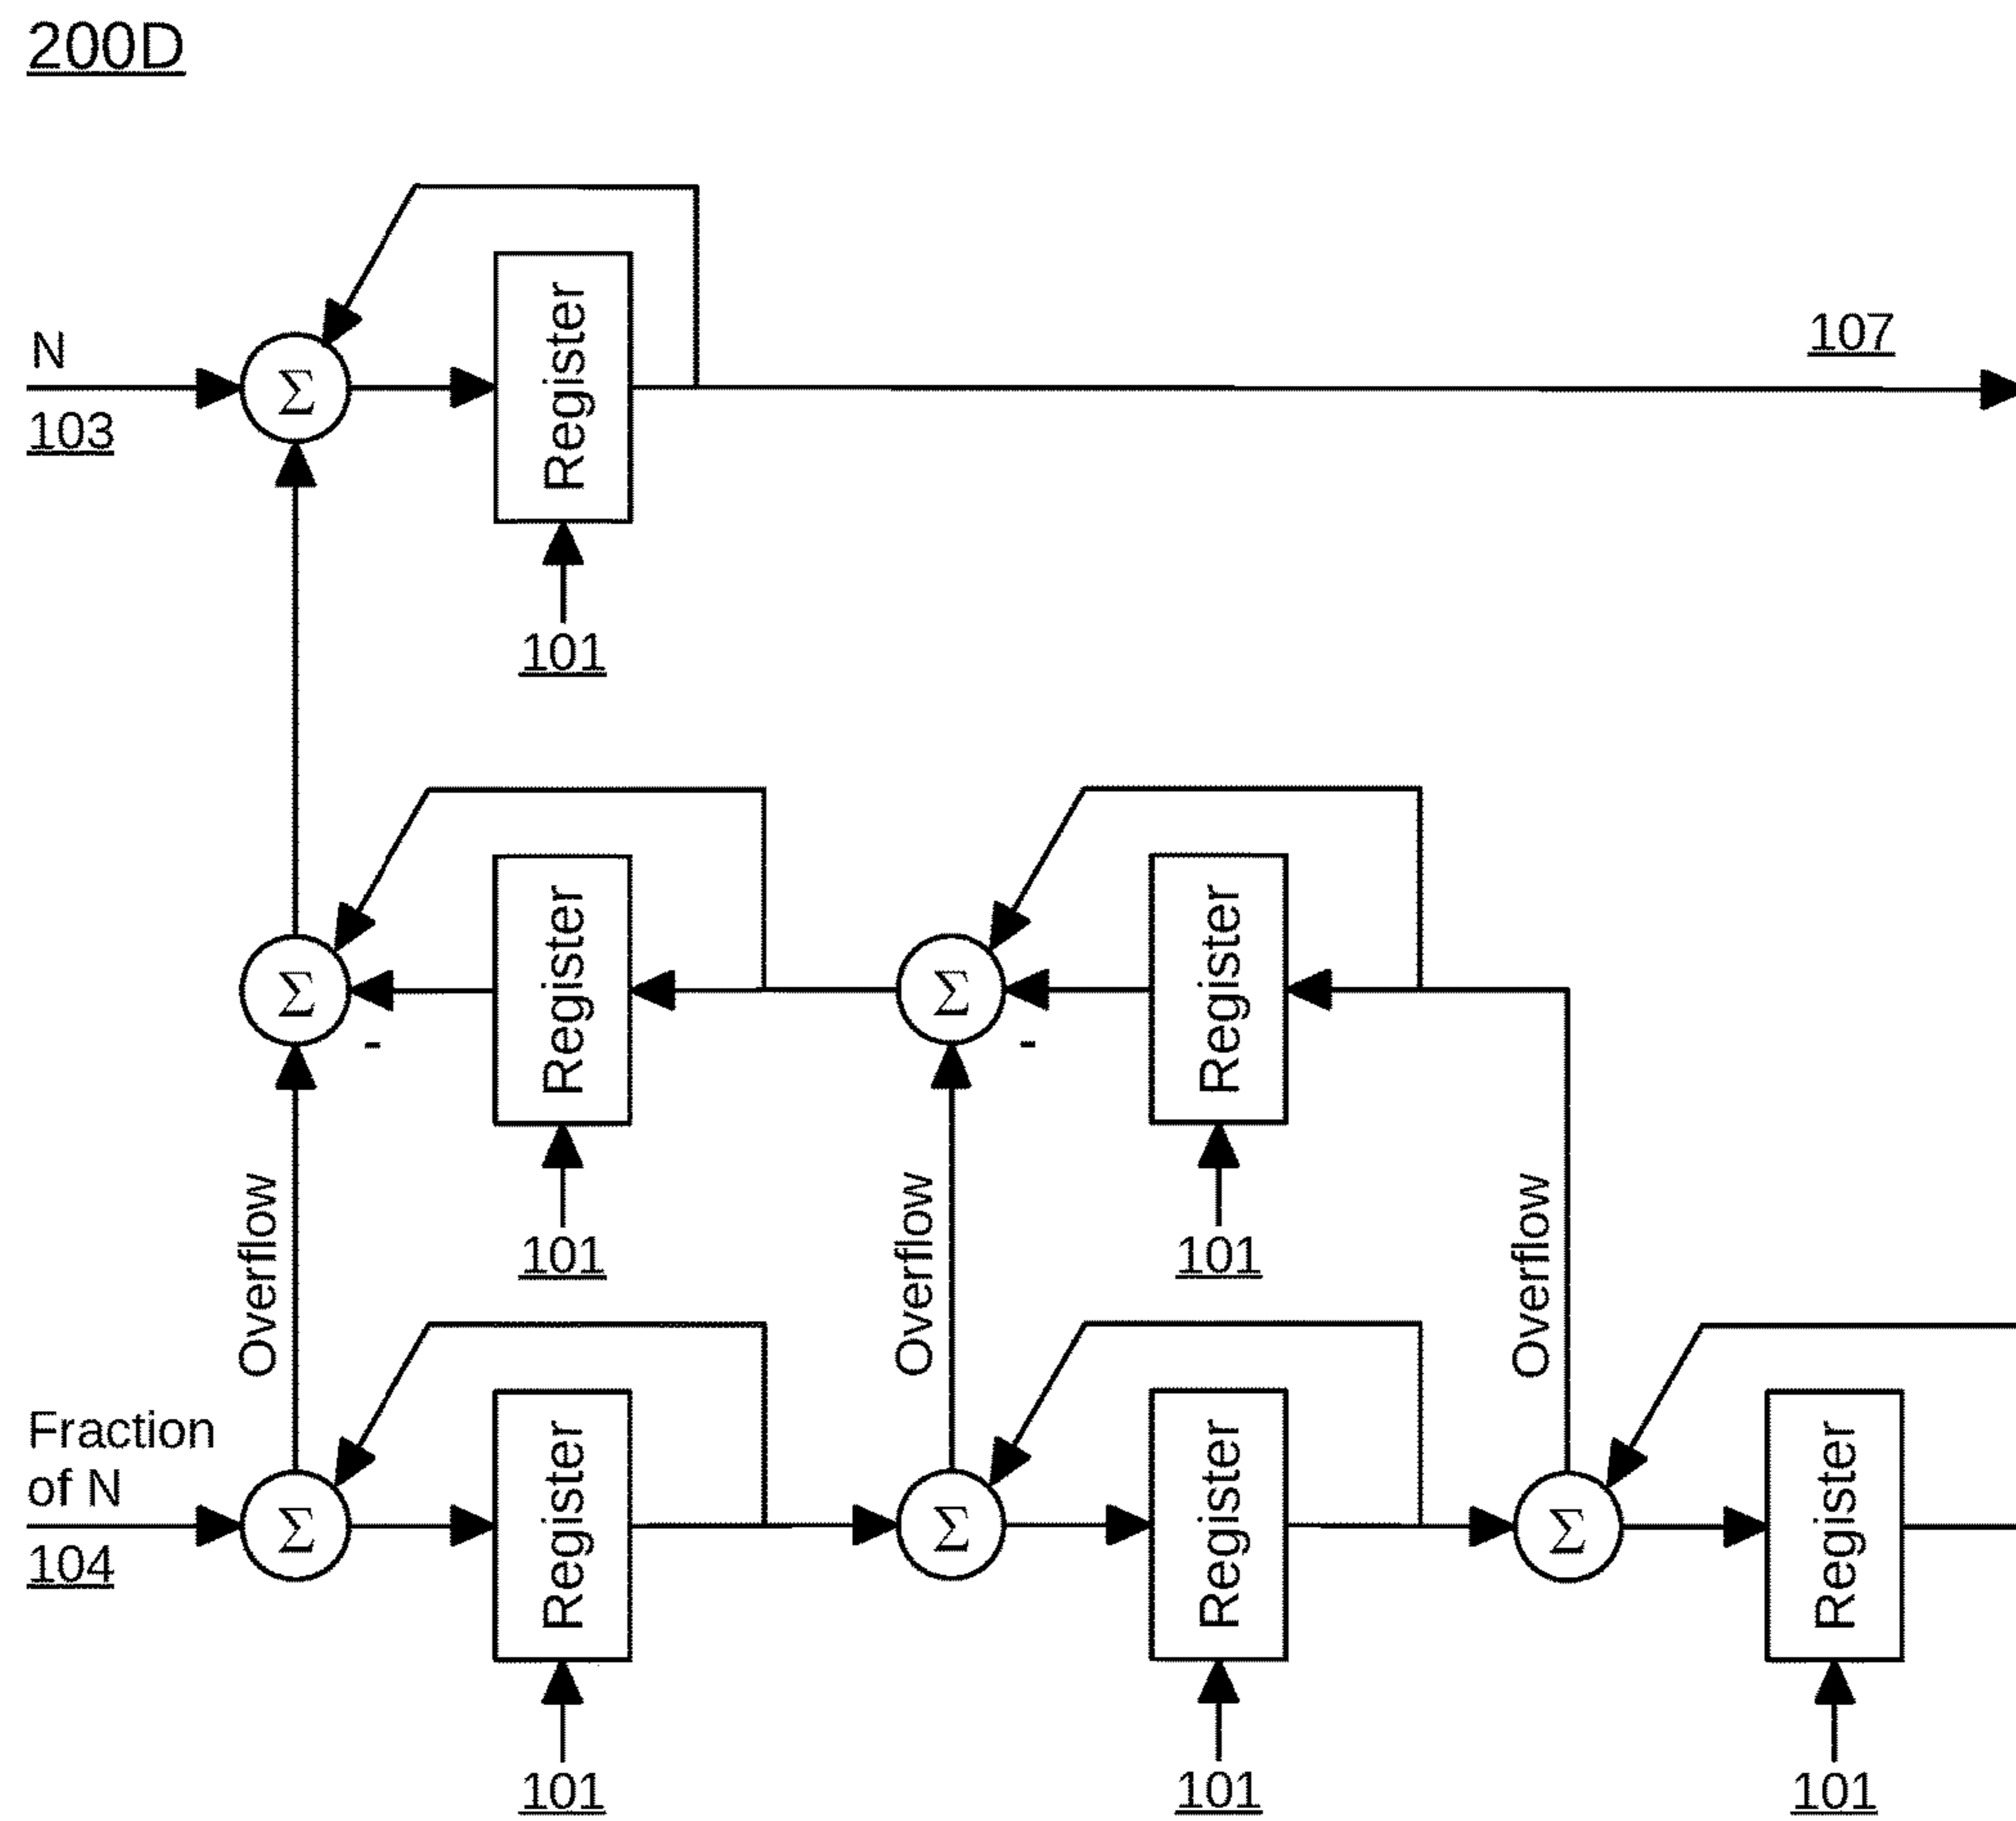 200D
N
103
Σ
Register
107
101
Σ
Register
Σ
Register
-
-
101
101
Overflow
Overflow
Overflow
Fraction
of N
104
Σ
Register
Σ
Register
Σ
Register
101
101
101